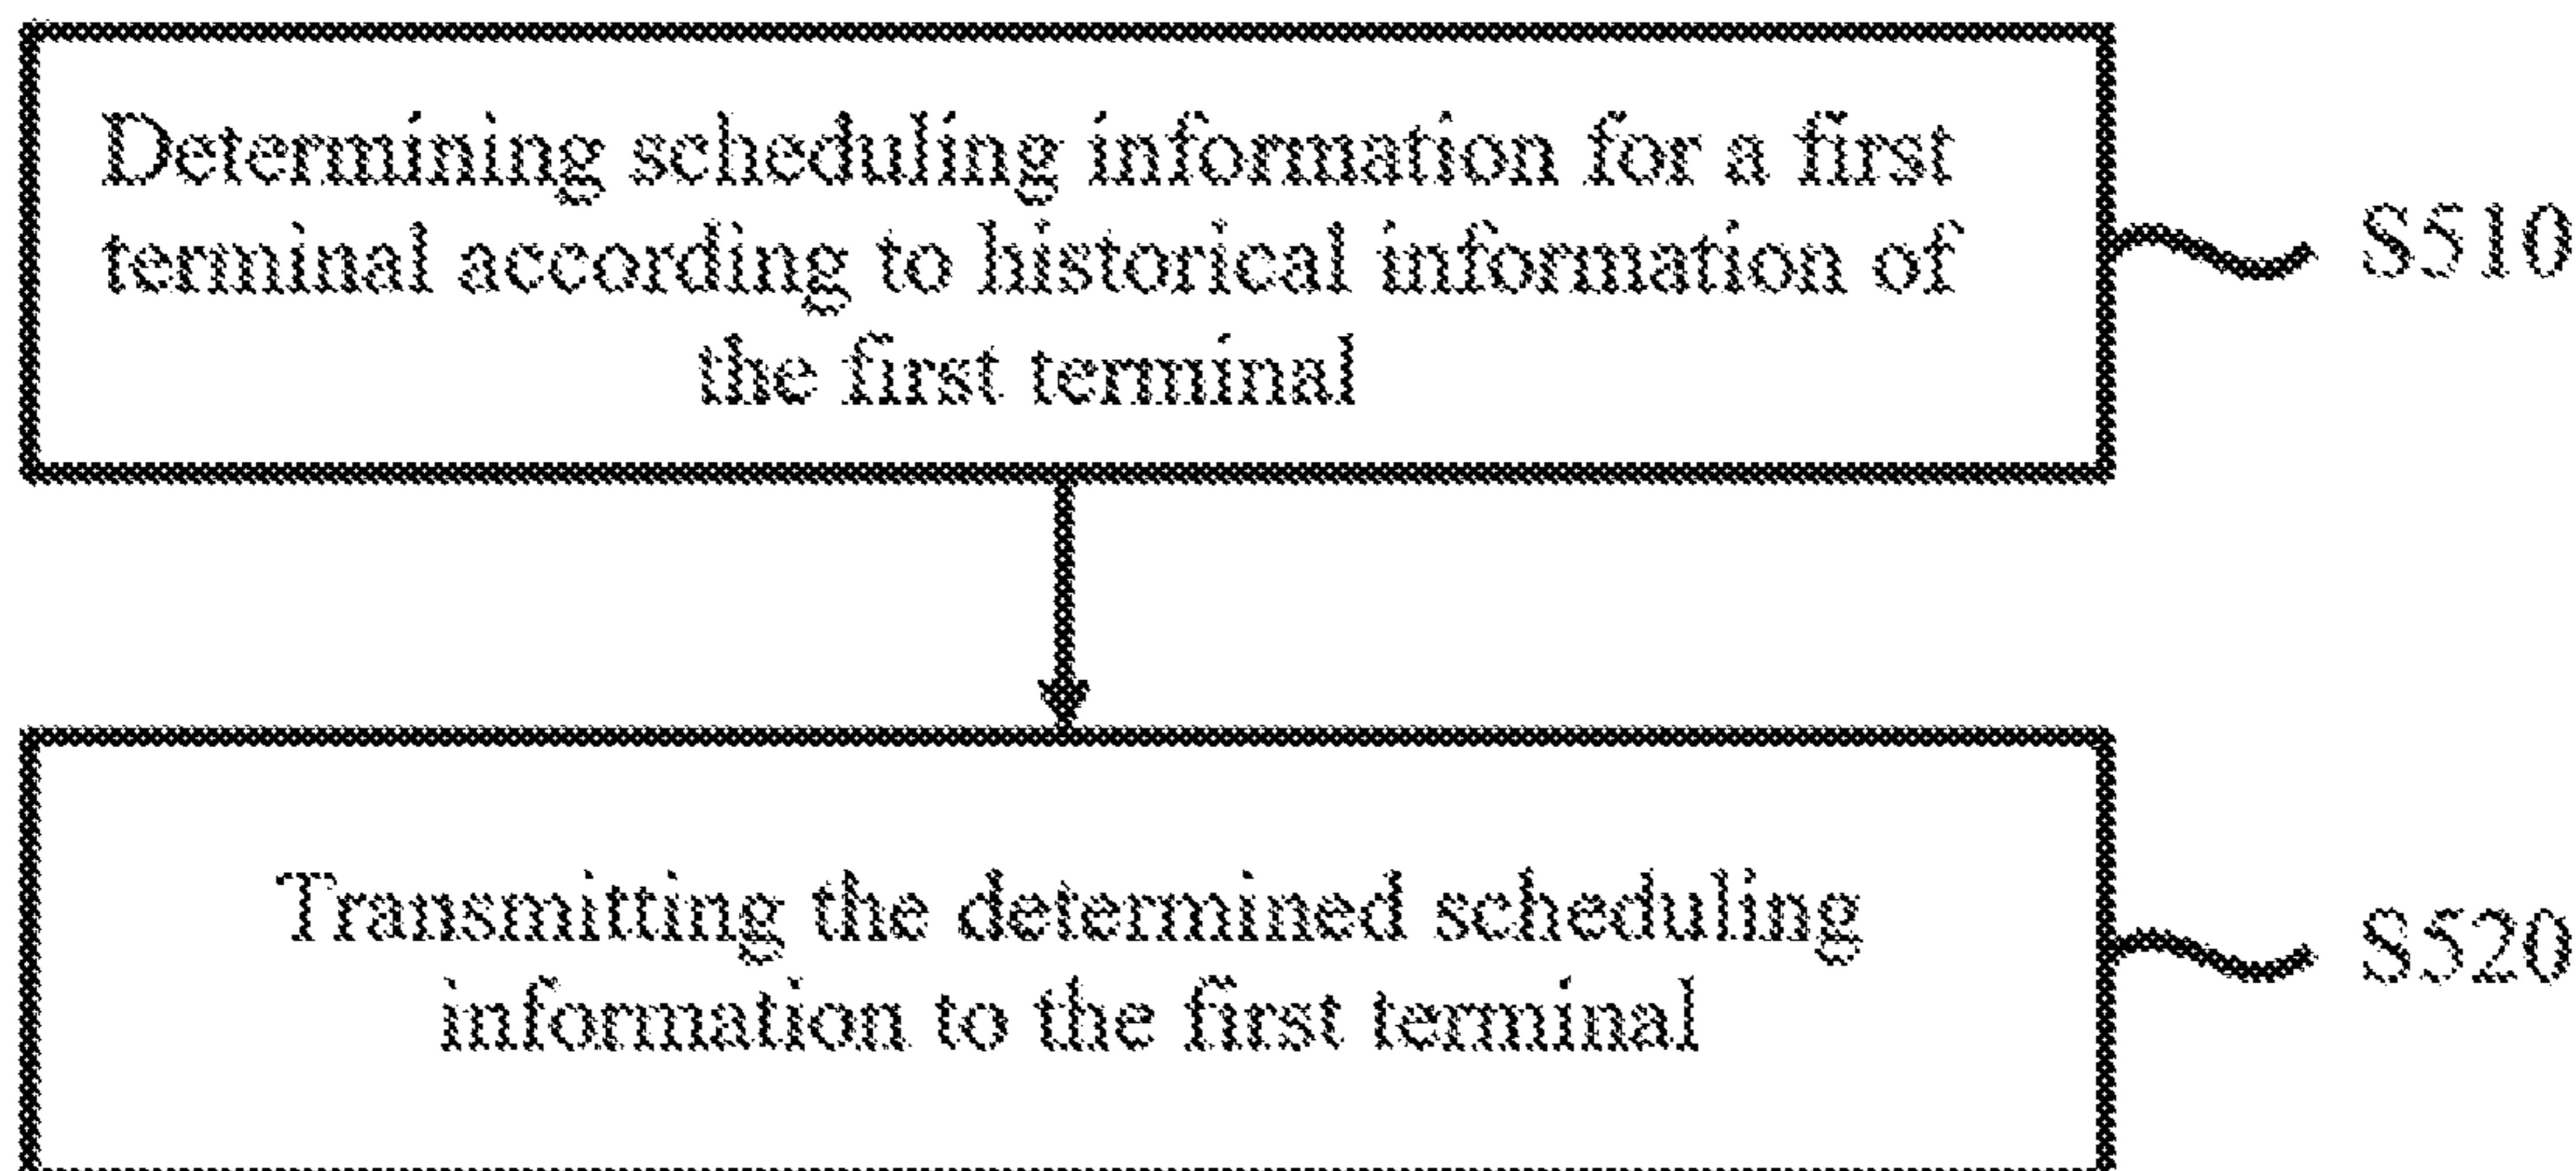 Determining scheduling information for a first
terminal according to historical information of
the first terminal
S510
Transmitting the determined scheduling
information to the first terminal
S520